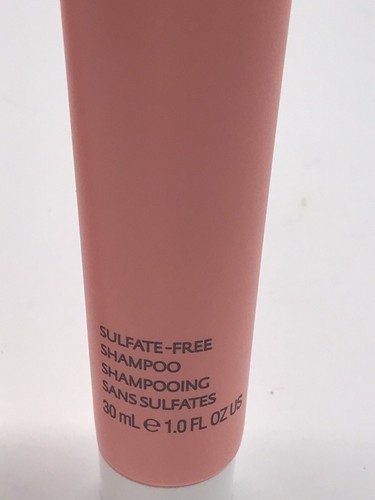 SULFATE-FREE
SHAMPOO
SHAMPOOING
SANS SULFATES
30 mL ℮ 1.0 FL OZ US